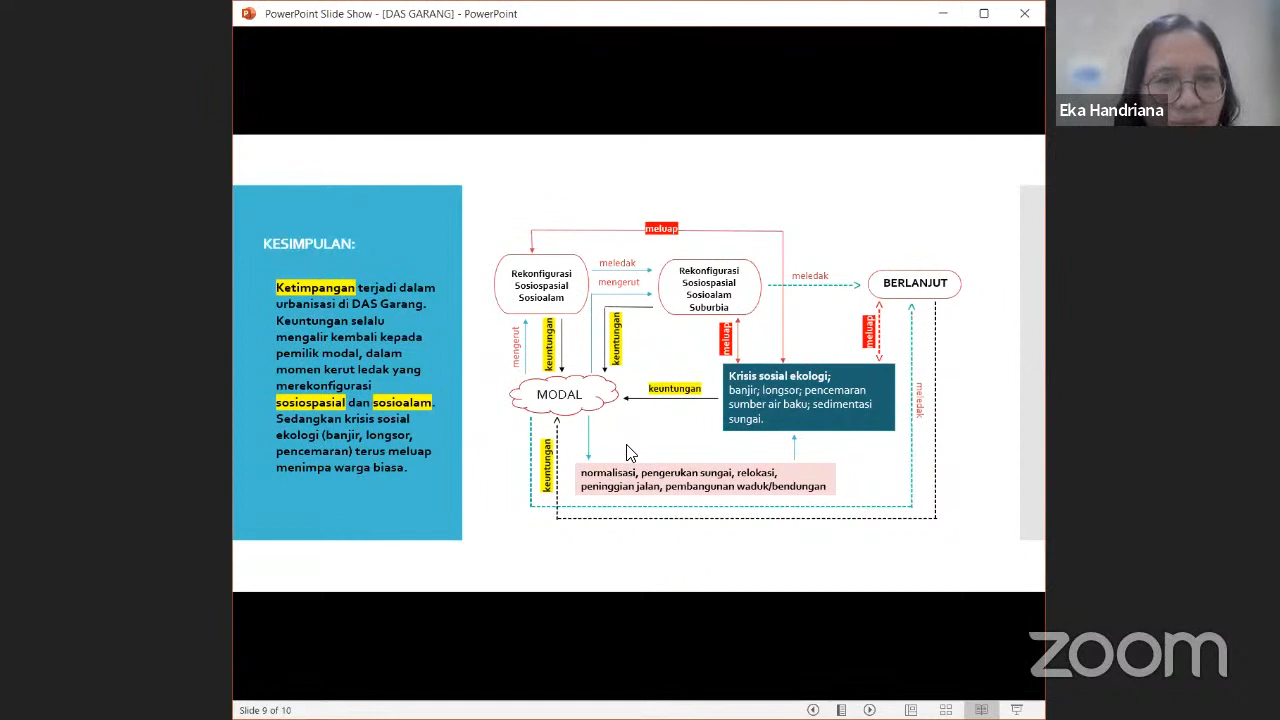 PowerPoint Slide Show - [DAS GARANG] - PowerPoint
Eka Handriana
KESIMPULAN:
Ketimpangan terjadi dalam
urbanisasi di DAS Garang.
Keuntungan selalu
mengalir kembali kepada
pemilik modal, dalam
momen kerut ledak yang
merekonfigurasi
sosiospasial dan sosioalam.
Sedangkan krisis sosial
ekologi (banjir, longsor,
pencemaran) terus meluap
menimpa warga biasa.
meluap
Rekonfigurasi
Sosiospasial
Sosioalam
meledak
mengerut
Rekonfigurasi
Sosiospasial
Sosioalam
Suburbia
meledak
BERLANJUT
mengerut
keuntungan
keuntungan
meluap
meluap
MODAL
keuntungan
Krisis sosial ekologi;
banjir; longsor; pencemaran
sumber air baku; sedimentasi
sungai.
meledak
keuntungan
normalisasi, pengerukan sungai, relokasi,
peninggian jalan, pembangunan waduk/bendungan
zoom
Slide 9 of 10